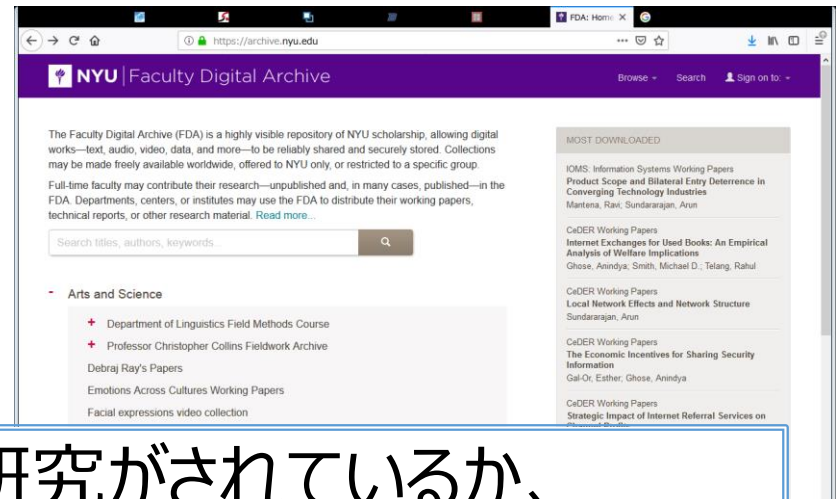 FDA: Home
https://archive.nyu.edu
NYU Faculty Digital Archive
Browse
Search
Sign on to:
The Faculty Digital Archive (FDA) is a highly visible repository of NYU scholarship, allowing digital
works—text, audio, video, data, and more—to be reliably shared and securely stored. Collections
may be made freely available worldwide, offered to NYU only, or restricted to a specific group.
Full-time faculty may contribute their research—unpublished and, in many cases, published—in the
FDA. Departments, centers, or institutes may use the FDA to distribute their working papers,
technical reports, or other research material. Read more...
Search titles, authors, keywords...
- Arts and Science
+ Department of Linguistics Field Methods Course
+ Professor Christopher Collins Fieldwork Archive
Debraj Ray's Papers
Emotions Across Cultures Working Papers
Facial expressions video collection
MOST DOWNLOADED
IOMS: Information Systems Working Papers
Product Scope and Bilateral Entry Deterrence in
Converging Technology Industries
Mantena, Ravi; Sundararajan, Arun
CeDER Working Papers
Internet Exchanges for Used Books: An Empirical
Analysis of Welfare Implications
Ghose, Anindya; Smith, Michael D.; Telang, Rahul
CeDER Working Papers
Local Network Effects and Network Structure
Sundararajan, Arun
CeDER Working Papers
The Economic Incentives for Sharing Security
Information
Gal-Or, Esther; Ghose, Anindya
CeDER Working Papers
Strategic Impact of Internet Referral Services on
研究がされているか、